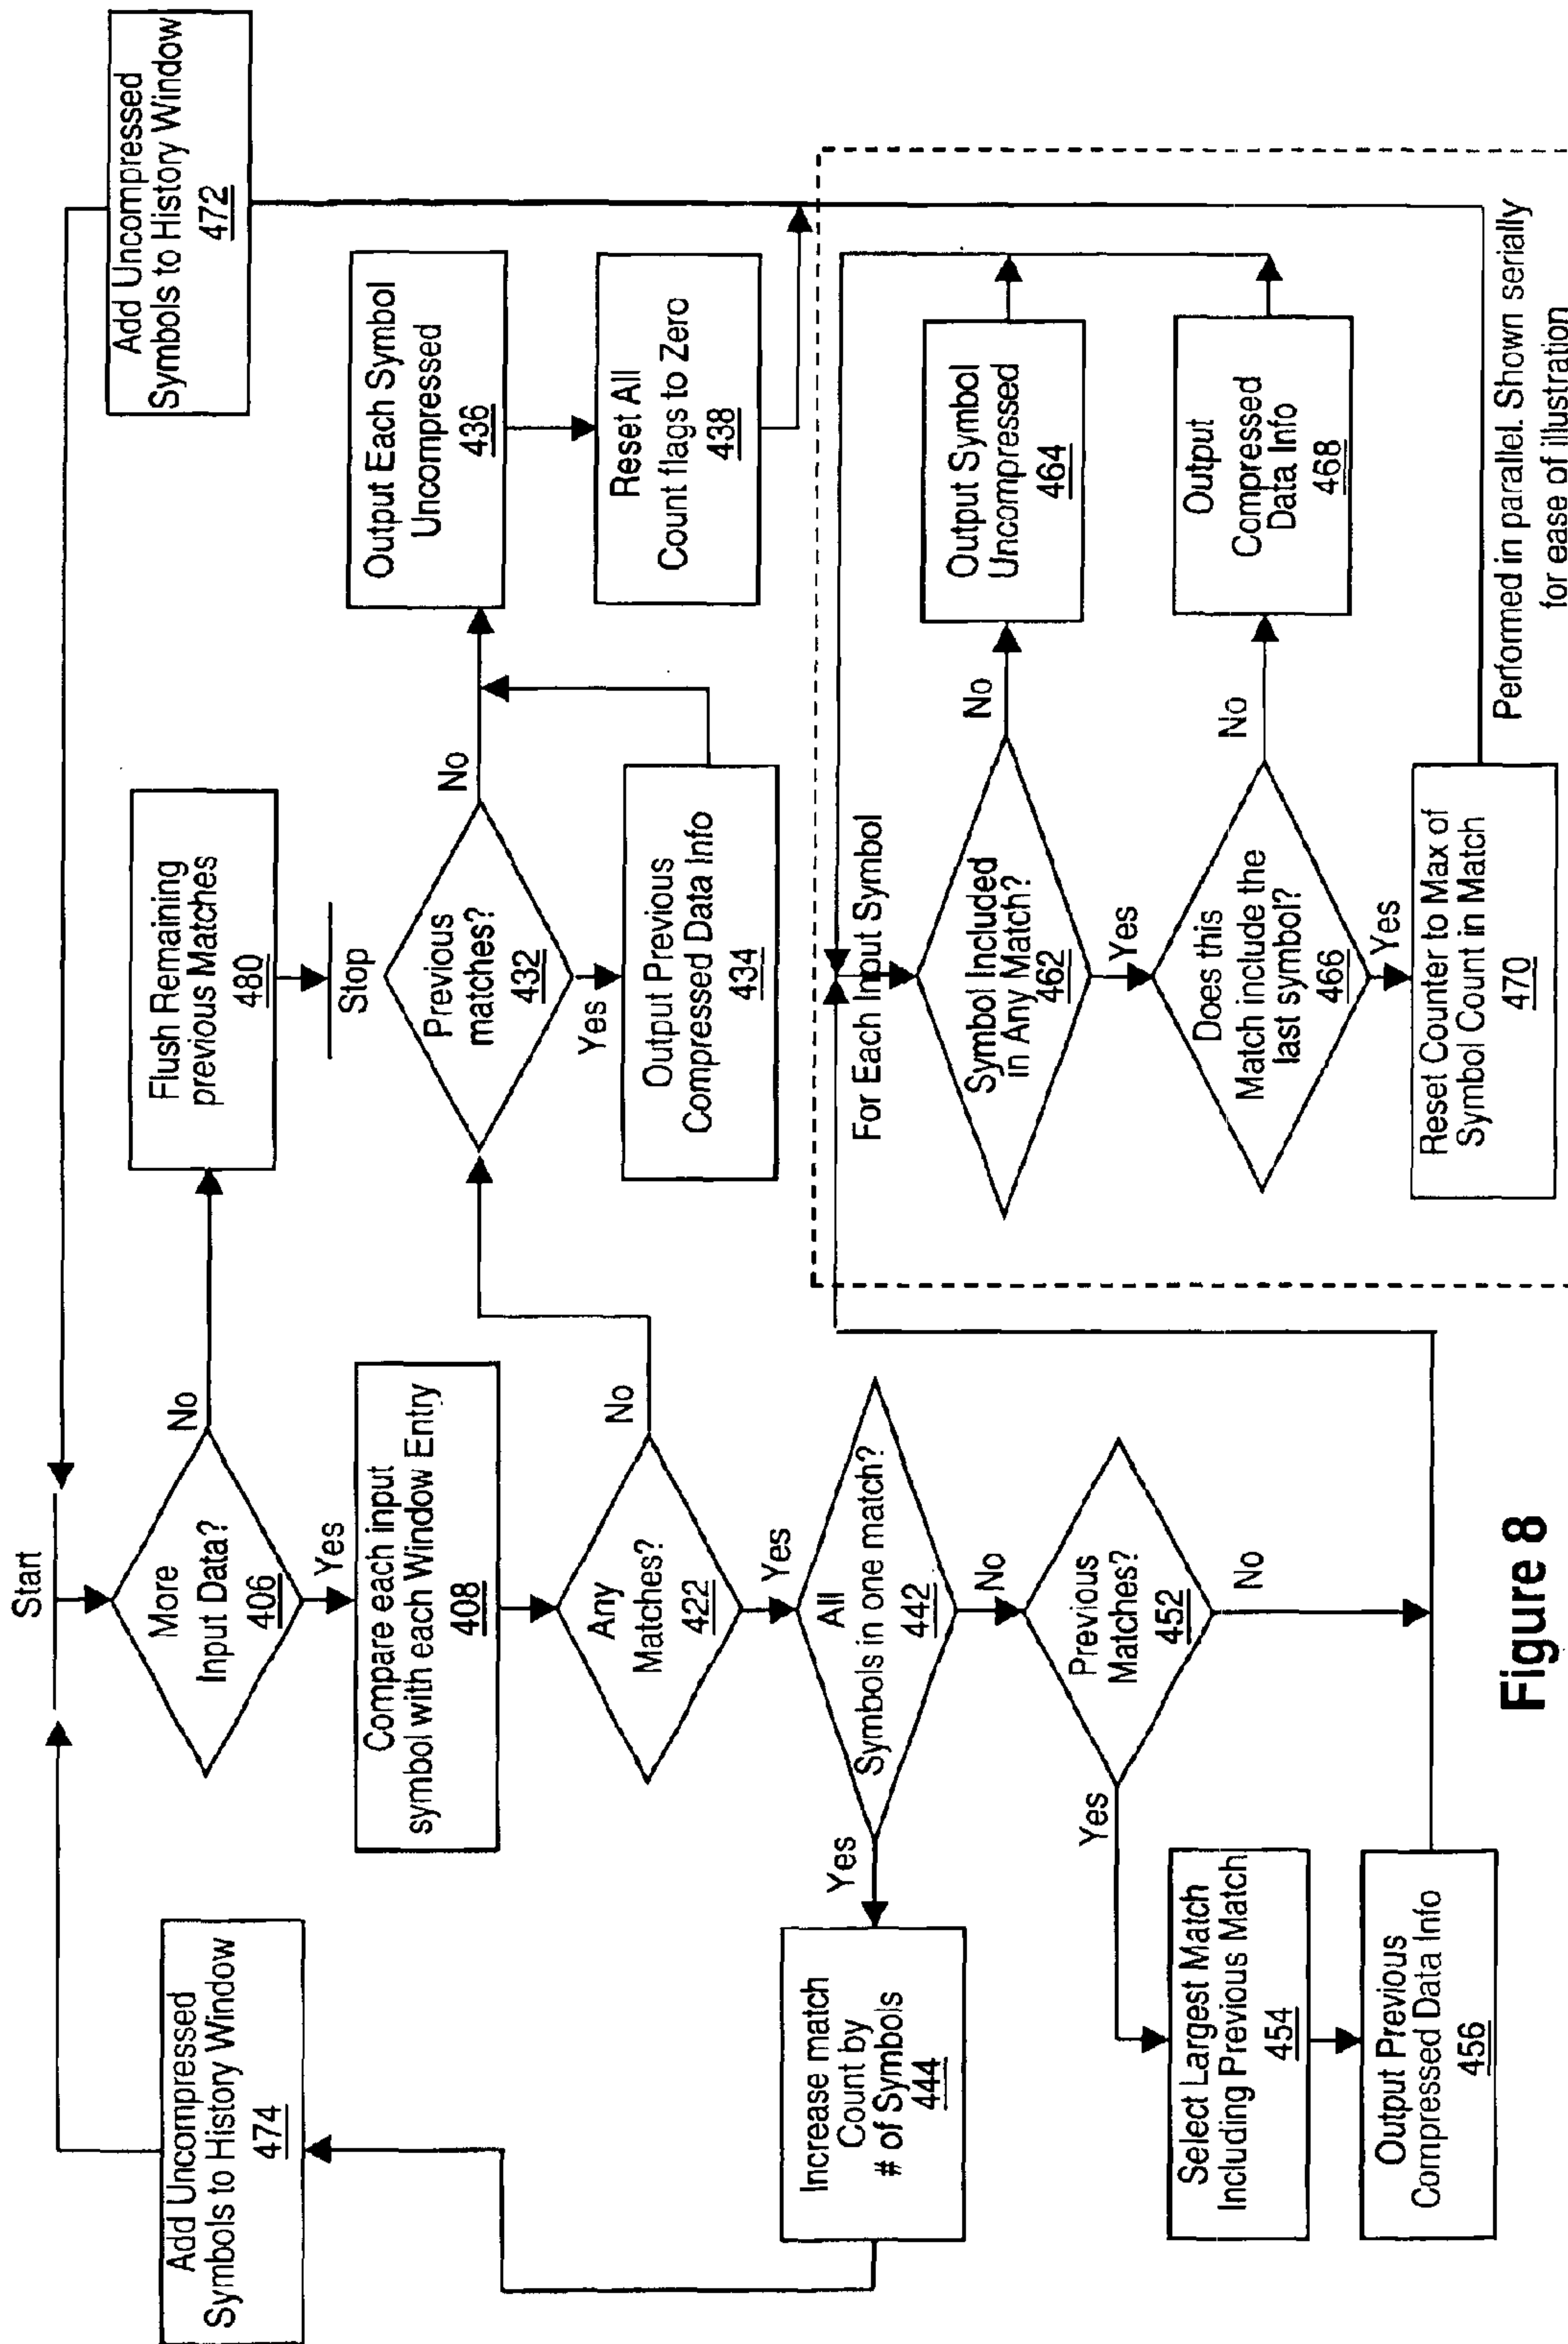 Start
More
Input Data?
406
No
Yes
Flush Remaining
previous Matches
480
Stop
Compare each input
symbol with each Window Entry
408
Any
Matches?
422
No
Yes
All
Symbols in one match?
442
Yes
No
Increase match
Count by
# of Symbols
444
Add Uncompressed
Symbols to History Window
474
Previous
Matches?
452
Yes
No
Select Largest Match
Including Previous Match
454
Output Previous
Compressed Data Info
456
Previous
matches?
432
No
Yes
Output Previous
Compressed Data Info
434
Output Each Symbol
Uncompressed
436
Reset All
Count flags to Zero
438
Add Uncompressed
Symbols to History Window
472
For Each Input Symbol
Symbol Included
in Any Match?
462
No
Yes
Output Symbol
Uncompressed
464
Does this
Match include the
last symbol?
466
No
Yes
Output
Compressed
Data Info
468
Reset Counter to Max of
Symbol Count in Match
470
Performed in parallel. Shown serially
for ease of illustration
Figure 8